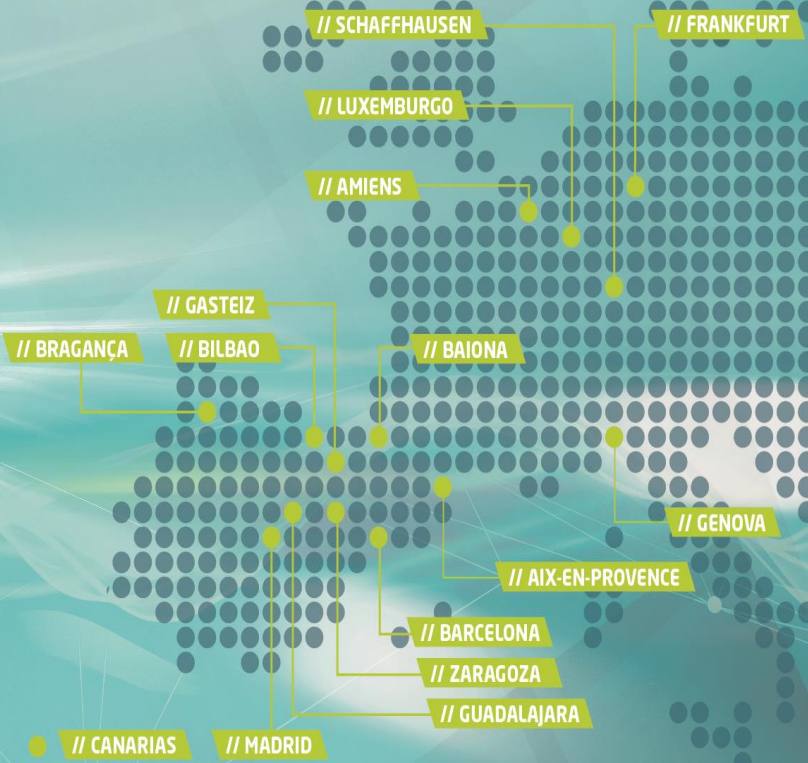 // SCHAFFHAUSEN
// FRANKFURT
// LUXEMBURGO
// AMIENS
// GASTEIZ
// BRAGANÇA
// BILBAO
// BAIONA
// GENOVA
// AIX-EN-PROVENCE
// BARCELONA
// ZARAGOZA
// GUADALAJARA
// CANARIAS
// MADRID